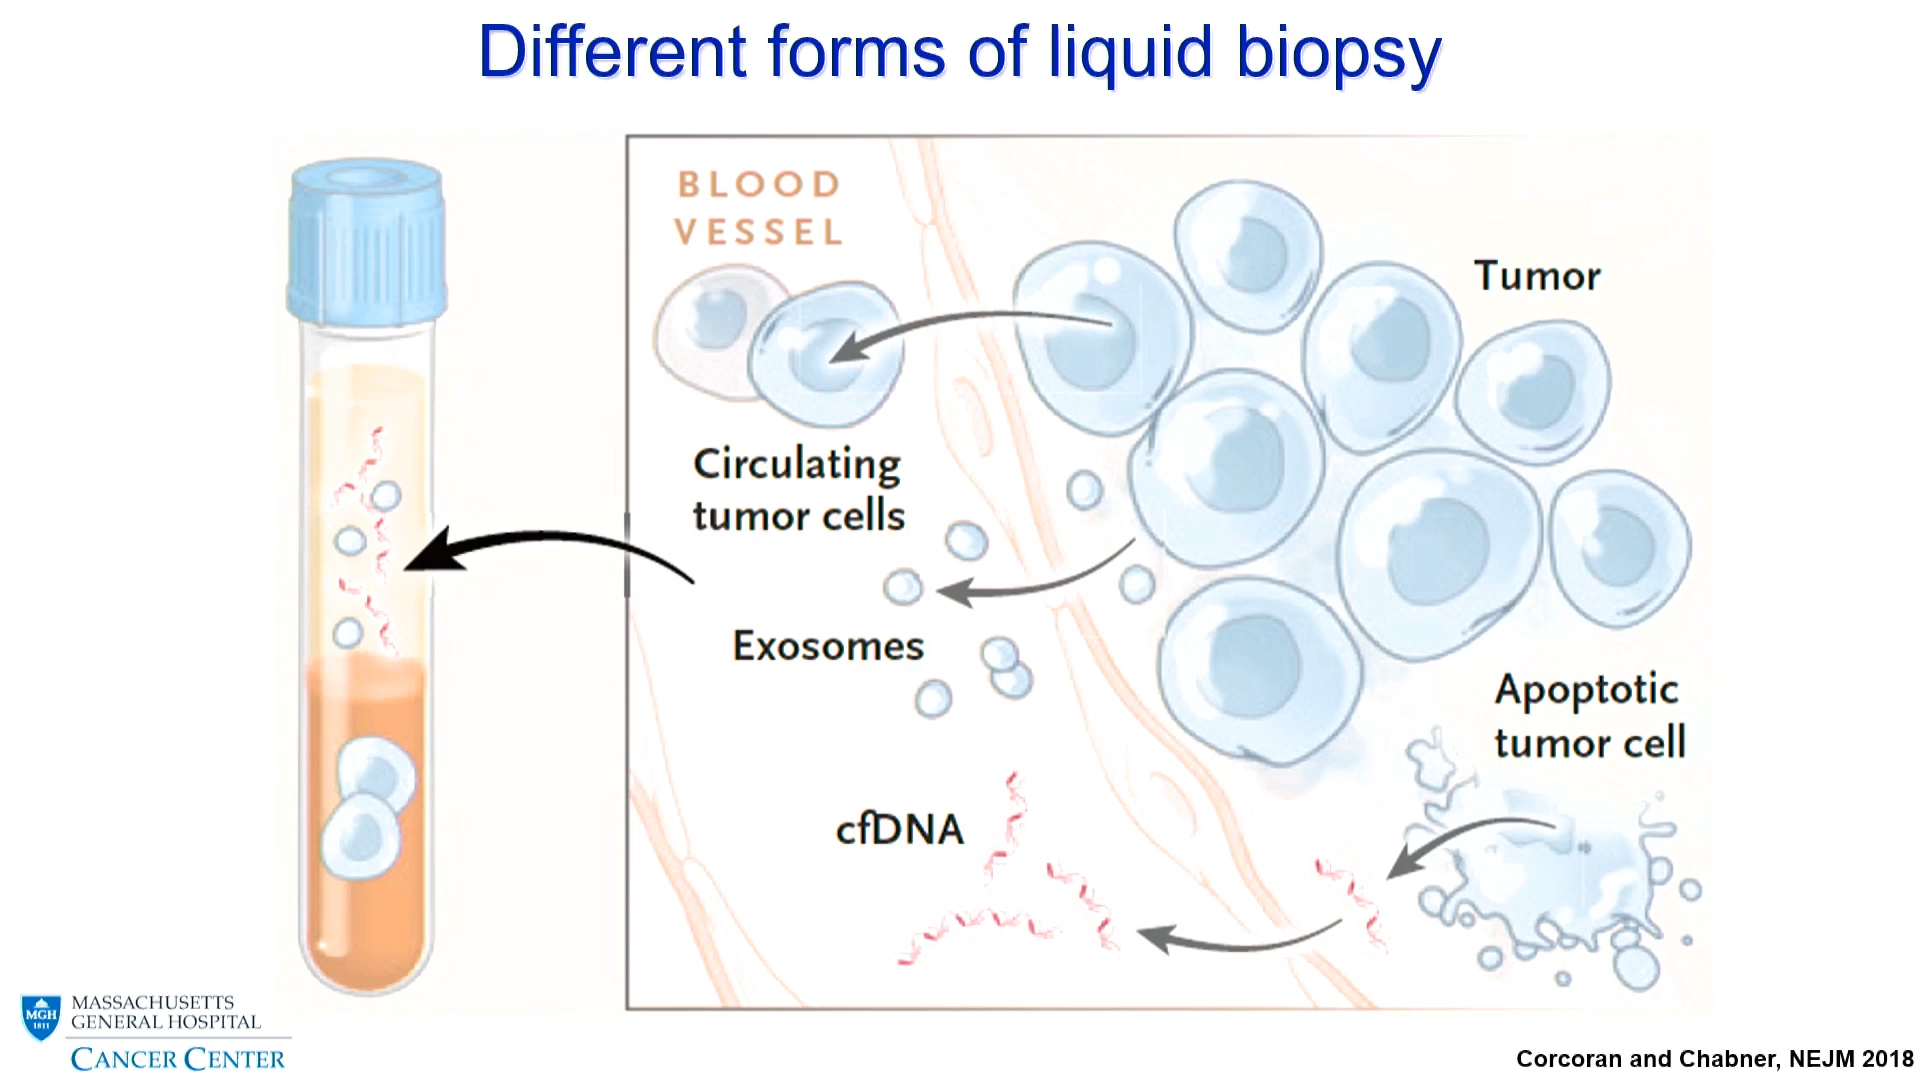 Different forms of liquid biopsy
BLOOD
VESSEL
Tumor
Circulating
tumor cells
Exosomes
Apoptotic
tumor cell
cfDNA
MGH
1811
MASSACHUSETTS
GENERAL HOSPITAL
CANCER CENTER
Corcoran and Chabner, NEJM 2018